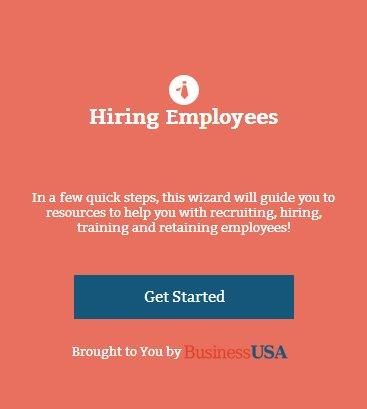 Hiring Employees
In a few quick steps, this wizard will guide you to
resources to help you with recruiting, hiring,
training and retaining employees!
Get Started
Brought to You by BusinessUSA